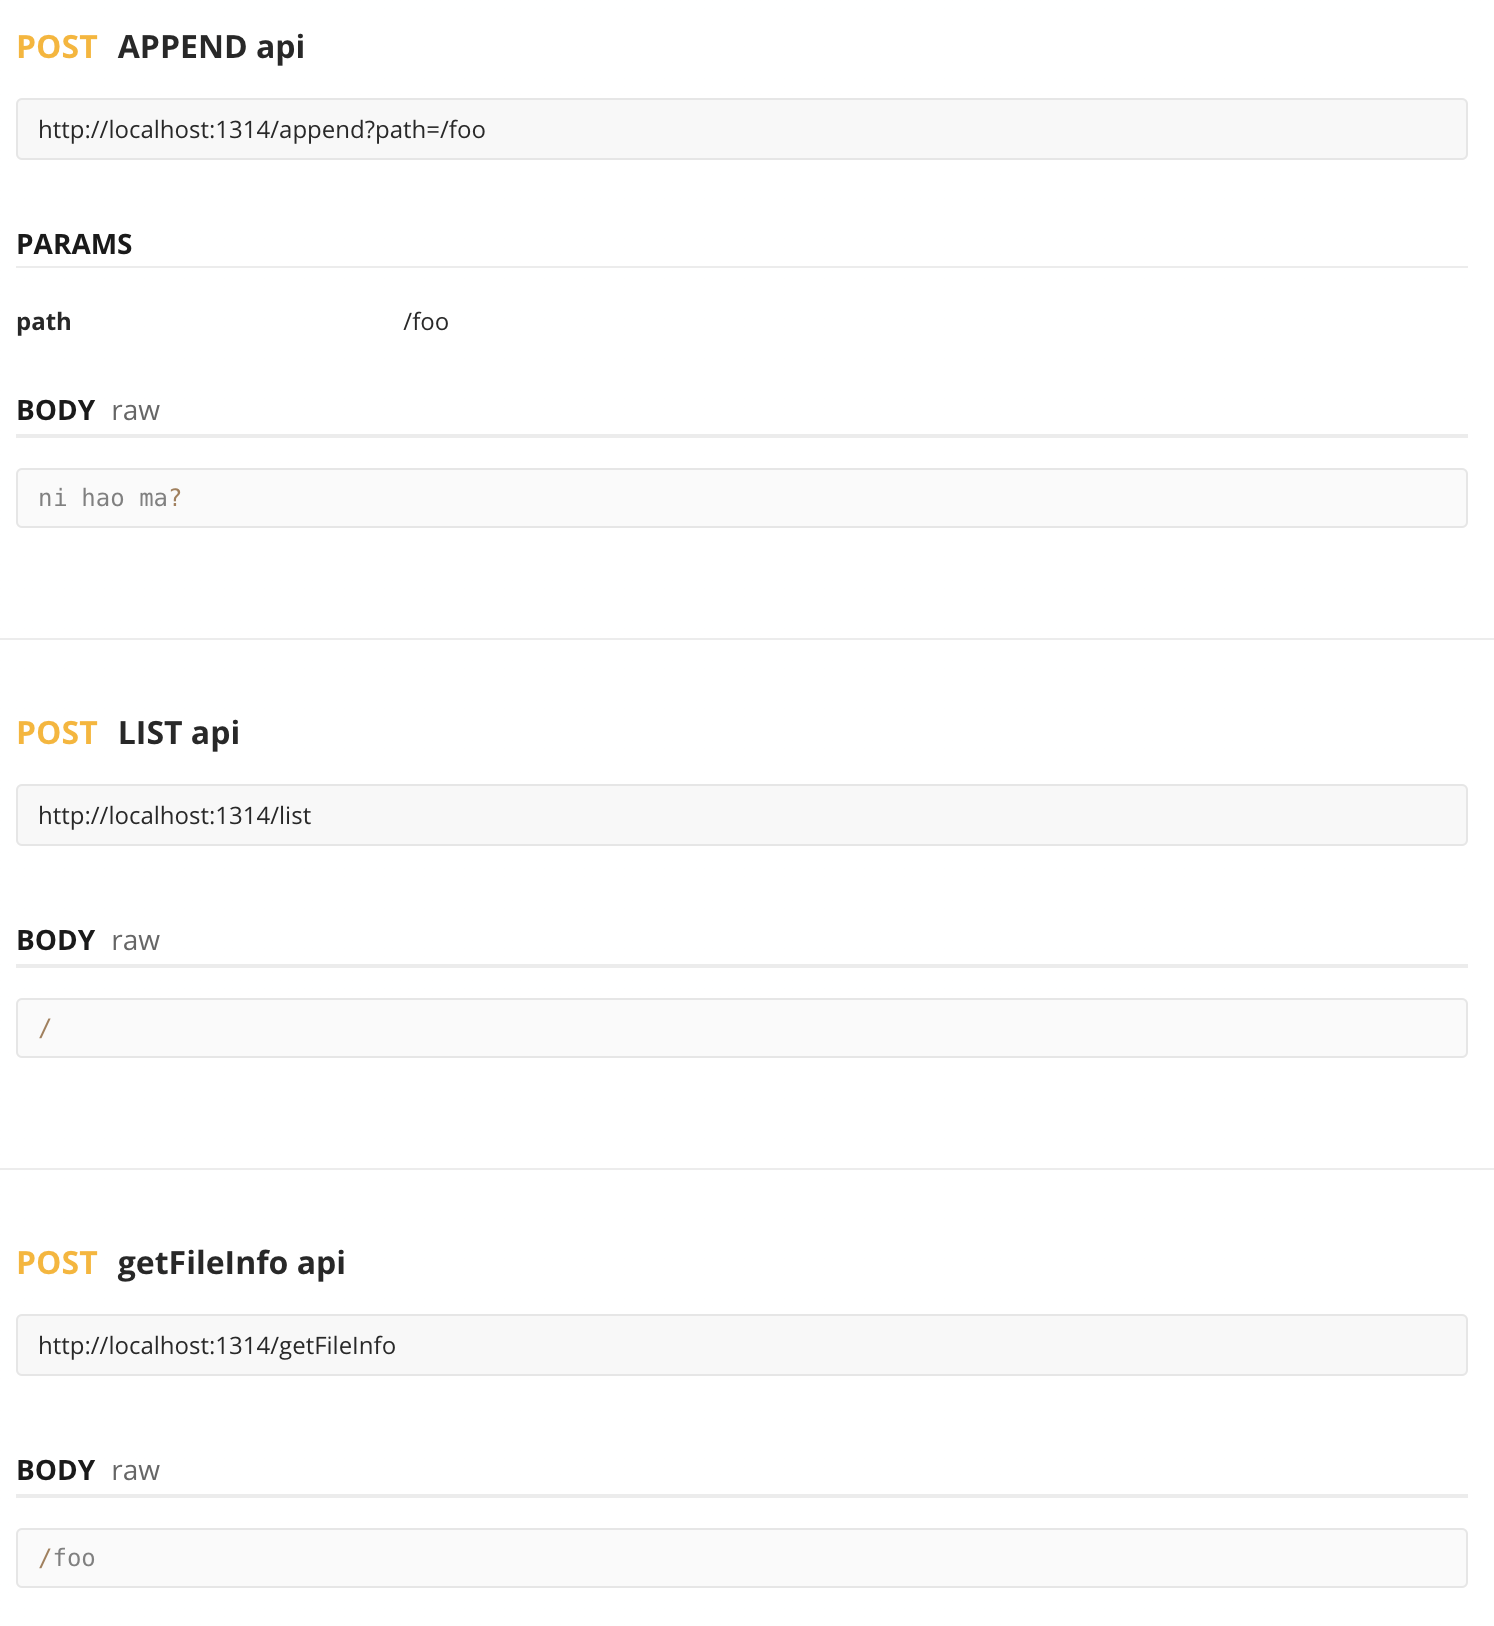 POST APPEND api
http://localhost:1314/append?path=/foo
PARAMS
path /foo
BODY raw
ni hao ma?
POST LIST api
http://localhost:1314/list
BODY raw
/
POST getFileInfo api
http://localhost:1314/getFileInfo
BODY raw
/foo